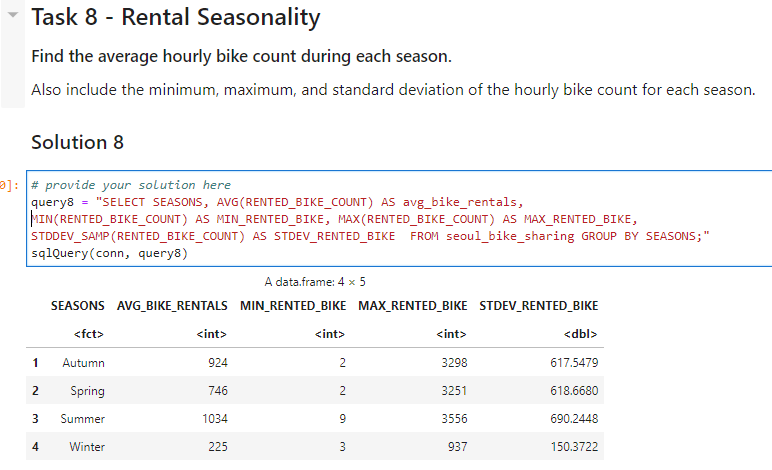 Task 8 - Rental Seasonality
Find the average hourly bike count during each season.
Also include the minimum, maximum, and standard deviation of the hourly bike count for each season.
Solution 8
0]: # provide your solution here
query8 = "SELECT SEASONS, AVG(RENTED_BIKE_COUNT) AS avg_bike_rentals,
MIN(RENTED_BIKE_COUNT) AS MIN_RENTED_BIKE, MAX(RENTED_BIKE_COUNT) AS MAX_RENTED_BIKE,
STDDEV_SAMP(RENTED_BIKE_COUNT) AS STDEV_RENTED_BIKE  FROM seoul_bike_sharing GROUP BY SEASONS;"
sqlQuery(conn, query8)
A data.frame: 4 × 5
SEASONS AVG_BIKE_RENTALS MIN_RENTED_BIKE MAX_RENTED_BIKE STDEV_RENTED_BIKE
<fct> <int> <int> <int> <dbl>
1 Autumn 924 2 3298 617.5479
2 Spring 746 2 3251 618.6680
3 Summer 1034 9 3556 690.2448
4 Winter 225 3 937 150.3722